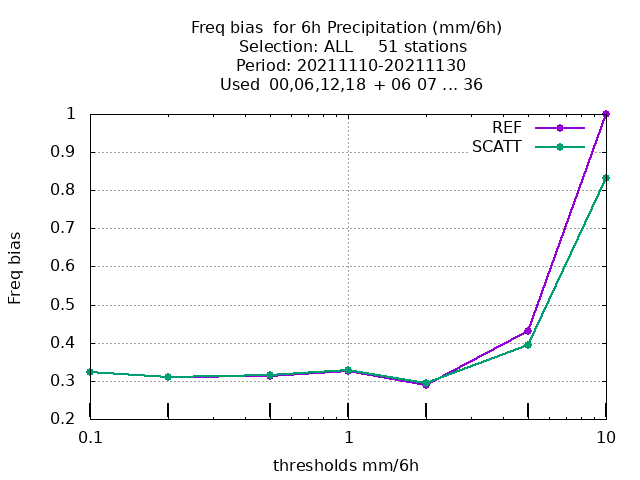 Freq bias  for 6h Precipitation (mm/6h)
Selection: ALL     51 stations
Period: 20211110-20211130
Used  00,06,12,18  + 06 07 ... 36
1
0.9
0.8
0.7
0.6
0.5
0.4
0.3
0.2
Freq bias
REF
SCATT
0.1
1
10
thresholds mm/6h